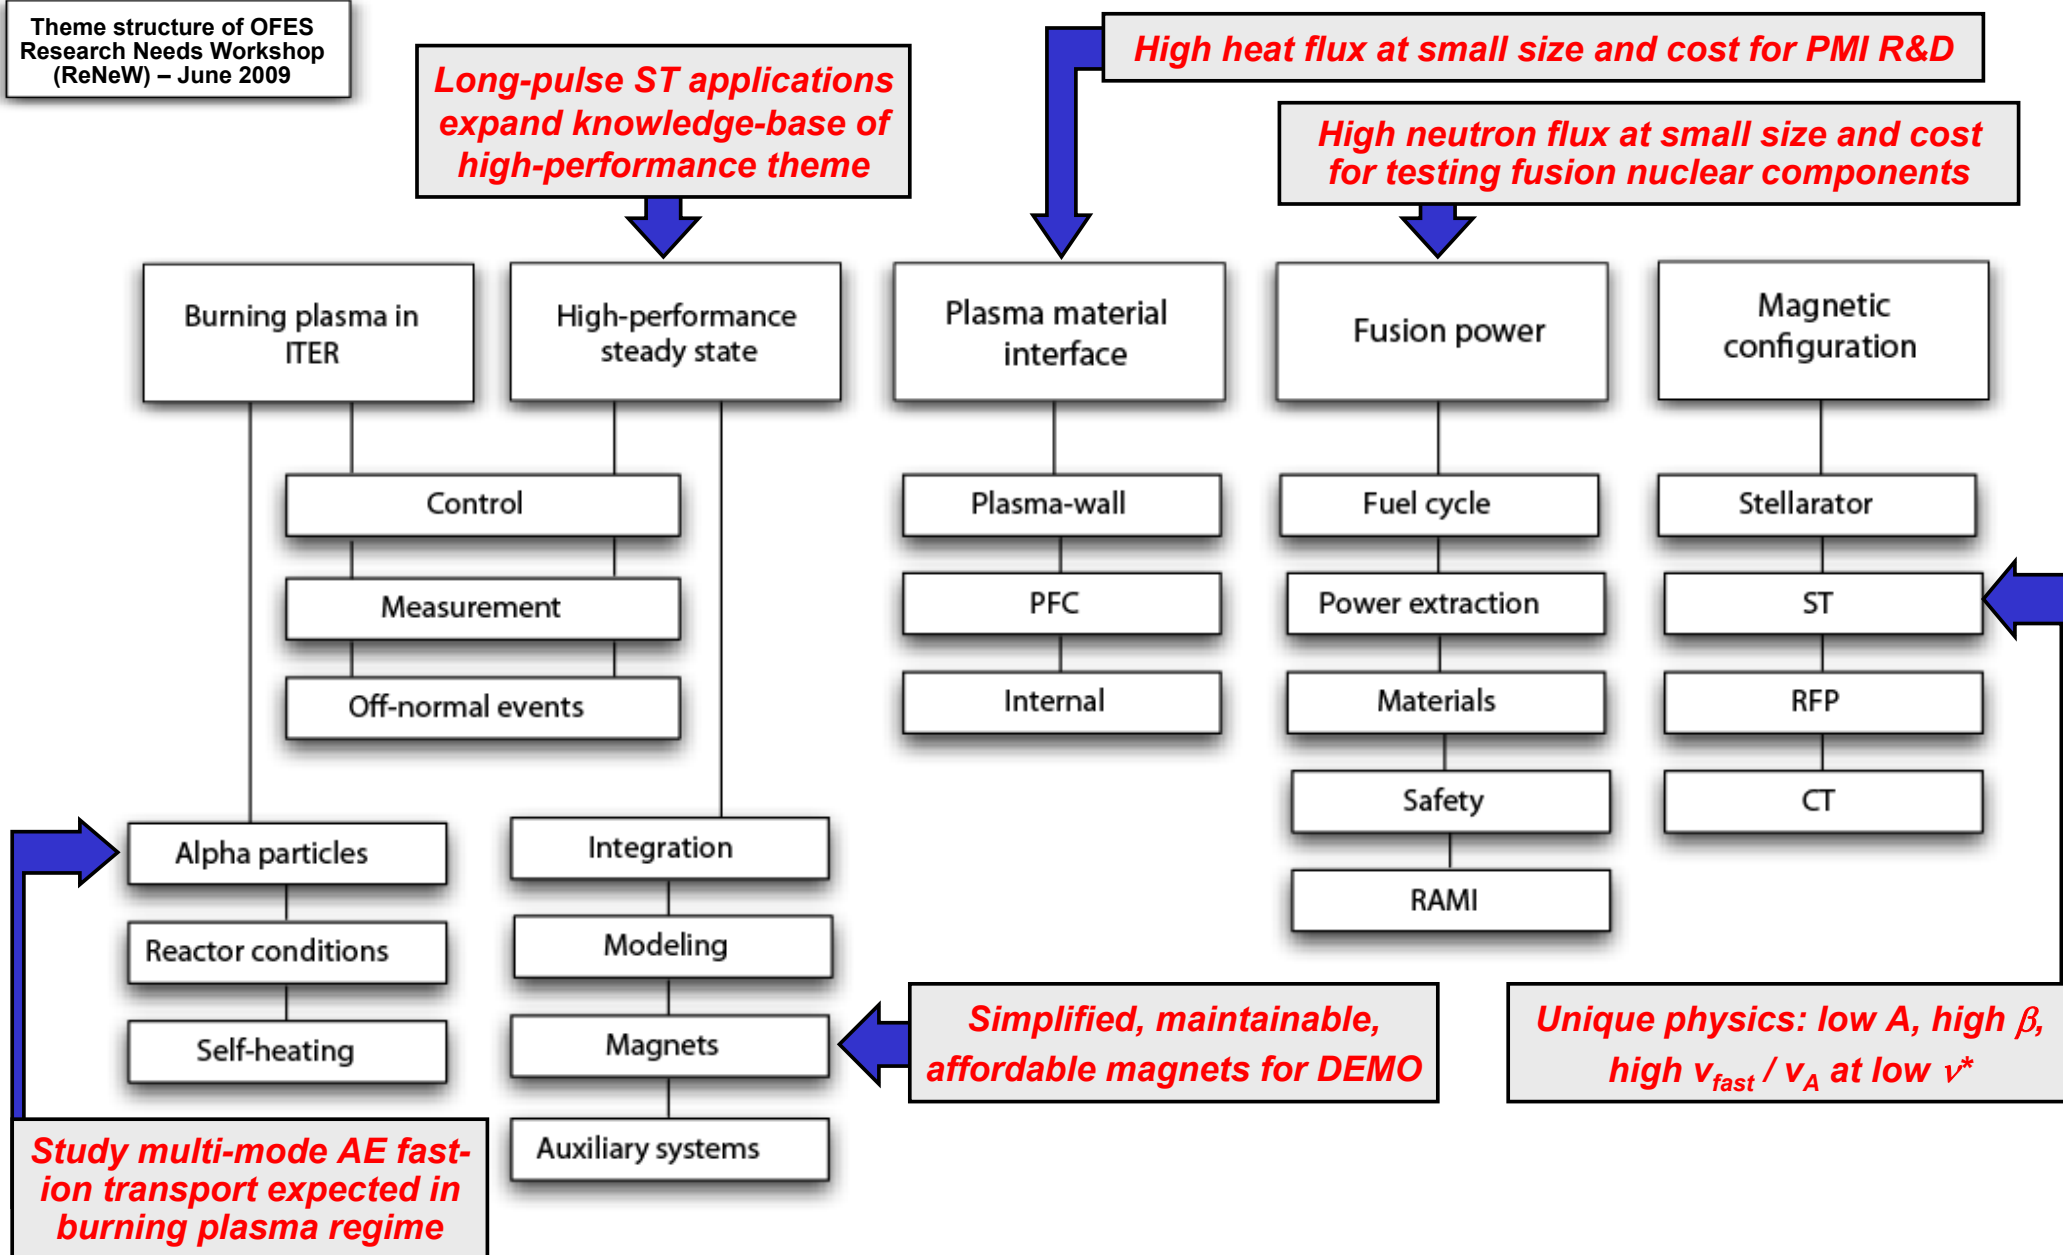 Theme structure of OFES
Research Needs Workshop
(ReNeW) – June 2009
Long-pulse ST applications
expand knowledge-base of
high-performance theme
High heat flux at small size and cost for PMI R&D
High neutron flux at small size and cost
for testing fusion nuclear components
Burning plasma in
ITER
High-performance
steady state
Plasma material
interface
Fusion power
Magnetic
configuration
Control
Measurement
Off-normal events
Plasma-wall
PFC
Internal
Fuel cycle
Power extraction
Materials
Safety
RAMI
Stellarator
ST
RFP
CT
Alpha particles
Reactor conditions
Self-heating
Integration
Modeling
Magnets
Auxiliary systems
Simplified, maintainable,
affordable magnets for DEMO
Unique physics: low A, high β,
high v_fast / v_A at low ν*
Study multi-mode AE fast-
ion transport expected in
burning plasma regime